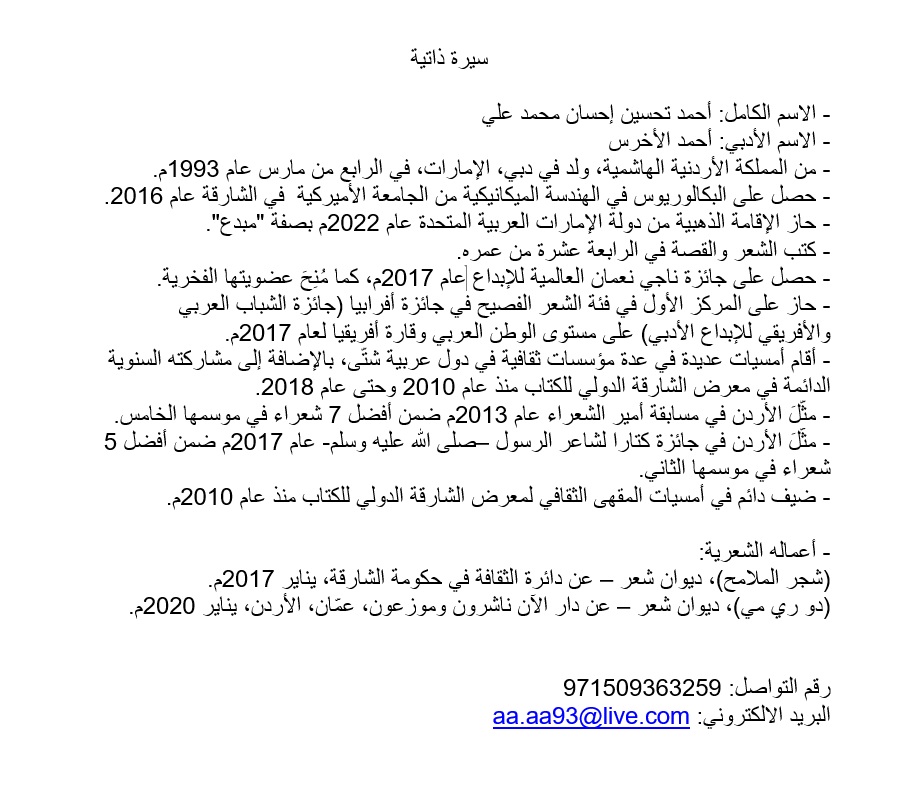 سيرة ذاتية
- الاسم الكامل: أحمد تحسين إحسان محمد علي
- الاسم الأدبي: أحمد الأخرس
- من المملكة الأردنية الهاشمية، ولد في دبي، الإمارات، في الرابع من مارس عام 1993م.
- حصل على البكالوريوس في الهندسة الميكانيكية من الجامعة الأميركية في الشارقة عام 2016.
- حاز الإقامة الذهبية من دولة الإمارات العربية المتحدة عام 2022م بصفة "مبدع".
- كتب الشعر والقصة في الرابعة عشرة من عمره.
- حصل على جائزة ناجي نعمان العالمية للإبداع عام 2017م، كما مُنِحَ عضويتها الفخرية.
- حاز على المركز الأول في فئة الشعر الفصيح في جائزة أفرابيا (جائزة الشباب العربي
والأفريقي للإبداع الأدبي) على مستوى الوطن العربي وقارة أفريقيا لعام 2017م.
- أقام أمسيات عديدة في عدة مؤسسات ثقافية في دول عربية شتّى، بالإضافة إلى مشاركته السنوية
الدائمة في معرض الشارقة الدولي للكتاب منذ عام 2010 وحتى عام 2018.
- مثّلَ الأردن في مسابقة أمير الشعراء عام 2013م ضمن أفضل 7 شعراء في موسمها الخامس.
- مثّلَ الأردن في جائزة كتارا لشاعر الرسول –صلى الله عليه وسلم- عام 2017م ضمن أفضل 5
شعراء في موسمها الثاني.
- ضيف دائم في أمسيات المقهى الثقافي لمعرض الشارقة الدولي للكتاب منذ عام 2010م.
- أعماله الشعرية:
(شجر الملامح)، ديوان شعر – عن دائرة الثقافة في حكومة الشارقة، يناير 2017م.
(دو ري مي)، ديوان شعر – عن دار الآن ناشرون وموزعون، عمّان، الأردن، يناير 2020م.
رقم التواصل: 971509363259
البريد الالكتروني: aa.aa93@live.com